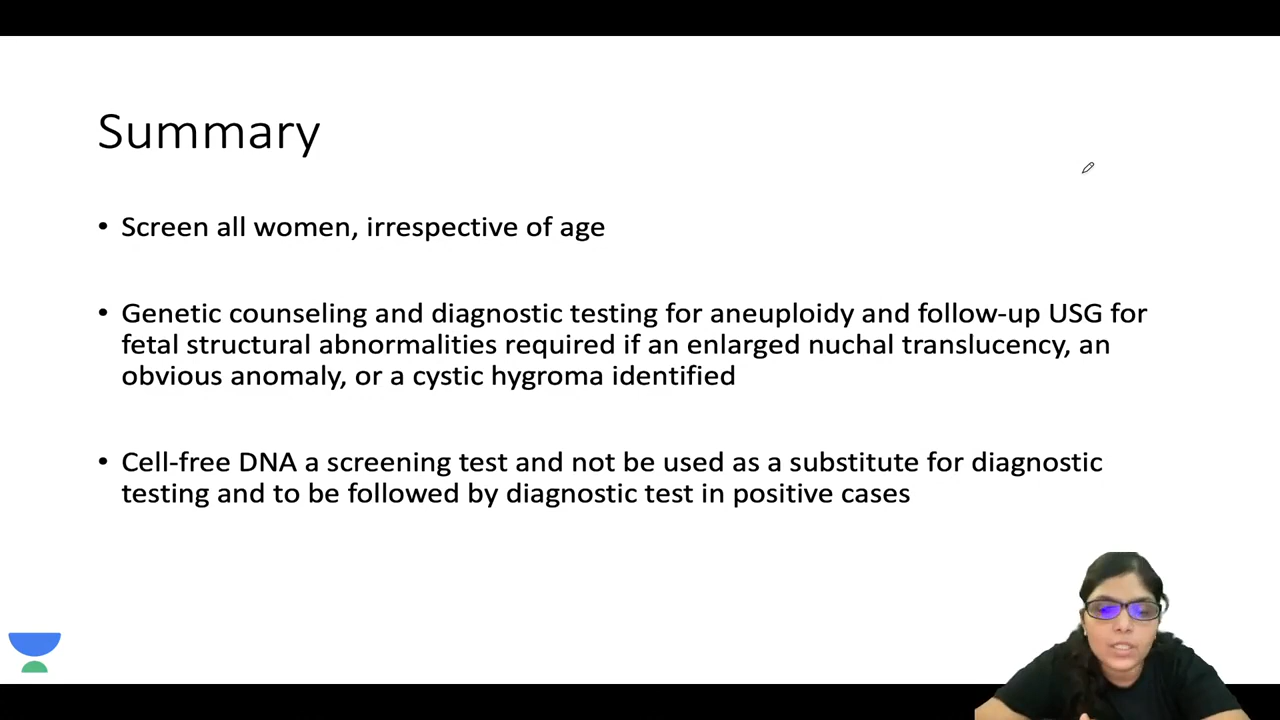 Summary
• Screen all women, irrespective of age
• Genetic counseling and diagnostic testing for aneuploidy and follow-up USG for
fetal structural abnormalities required if an enlarged nuchal translucency, an
obvious anomaly, or a cystic hygroma identified
• Cell-free DNA a screening test and not be used as a substitute for diagnostic
testing and to be followed by diagnostic test in positive cases